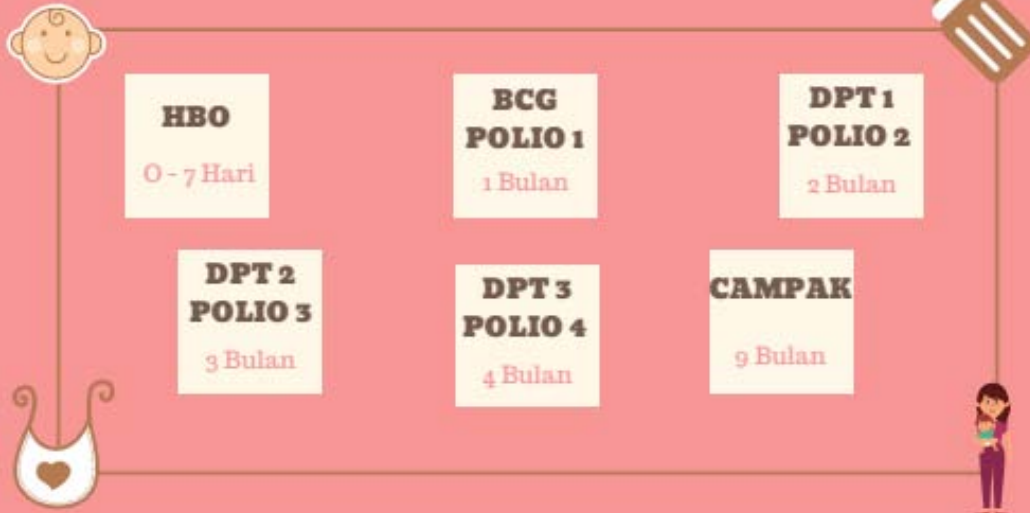 HBO
0 - 7 Hari
BCG
POLIO 1
1 Bulan
DPT 1
POLIO 2
2 Bulan
DPT 2
POLIO 3
3 Bulan
DPT 3
POLIO 4
4 Bulan
CAMPAK
9 Bulan